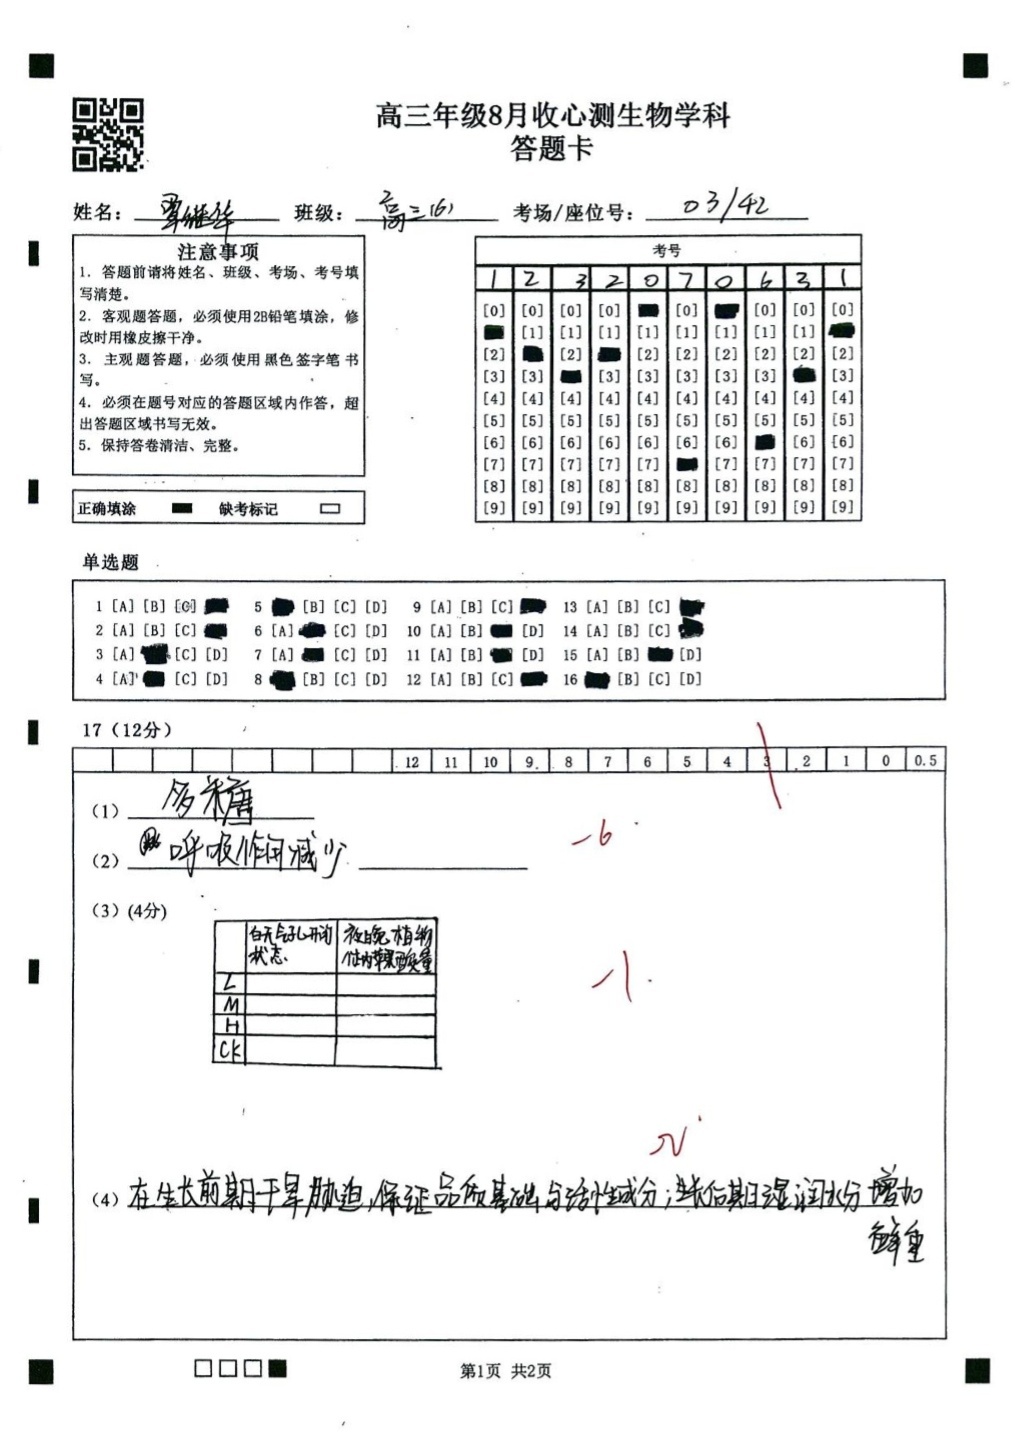 高三年级8月收心测生物学科
答题卡
姓名：覃继华 班级：高三(6) 考场/座位号：03/42
注意事项
1. 答题前请将姓名、班级、考场、考号填
写清楚。
2. 客观题答题，必须使用2B铅笔填涂，修
改时用橡皮擦干净。
3. 主观题答题，必须使用黑色签字笔书
写。
4. 必须在题号对应的答题区域内作答，超
出答题区域书写无效。
5. 保持答卷清洁、完整。
正确填涂 缺考标记
考号
1 2 3 2 0 7 0 6 3 1
[0] [0] [0] [0] [0] [0] [0] [0]
[1] [1] [1] [1] [1] [1] [1] [1]
[2] [2] [2] [2] [2] [2] [2] [2]
[3] [3] [3] [3] [3] [3] [3] [3]
[4] [4] [4] [4] [4] [4] [4] [4] [4] [4]
[5] [5] [5] [5] [5] [5] [5] [5] [5] [5]
[6] [6] [6] [6] [6] [6] [6] [6] [6]
[7] [7] [7] [7] [7] [7] [7] [7] [7]
[8] [8] [8] [8] [8] [8] [8] [8] [8] [8]
[9] [9] [9] [9] [9] [9] [9] [9] [9] [9]
单选题
1 [A] [B] [C] 5 [B] [C] [D] 9 [A] [B] [C] 13 [A] [B] [C]
2 [A] [B] [C] 6 [A] [C] [D] 10 [A] [B] [D] 14 [A] [B] [C]
3 [A] [C] [D] 7 [A] [C] [D] 11 [A] [B] [D] 15 [A] [B] [D]
4 [A] [C] [D] 8 [B] [C] [D] 12 [A] [B] [C] 16 [B] [C] [D]
17（12分）
12 11 10 9 8 7 6 5 4 3 2 1 0 0.5
（1）多糖
-6
（2）呼吸作用减少
（3）(4分)
白天气孔开闭 夜晚植物
状态 体内苹果酸含量
L
M
H
CK
-1
（4）在生长前期干旱胁迫，保证品质基础与活性成分；生长后期湿润水分增加
鲜重
第1页 共2页